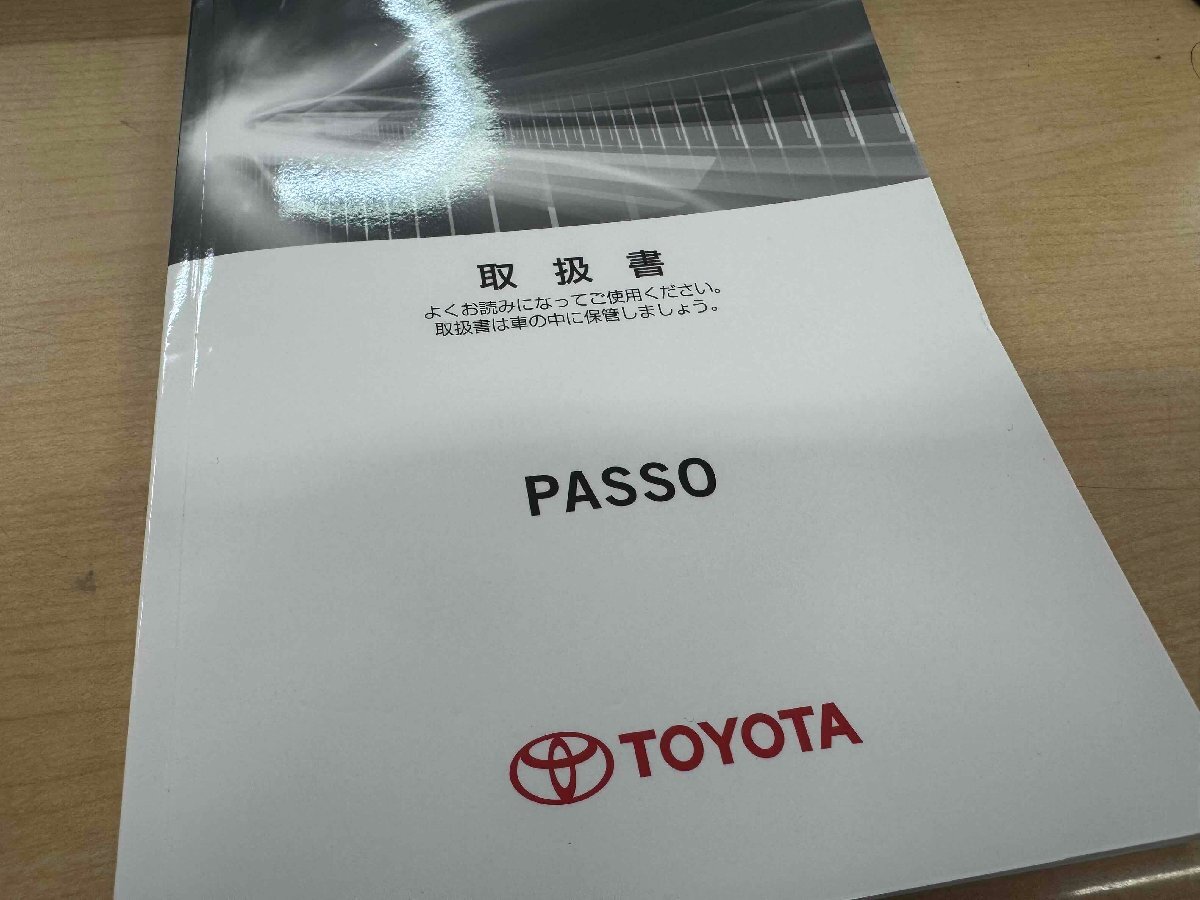 取扱書
よくお読みになってご使用ください。
取扱書は車の中に保管しましょう。
PASSO
TOYOTA